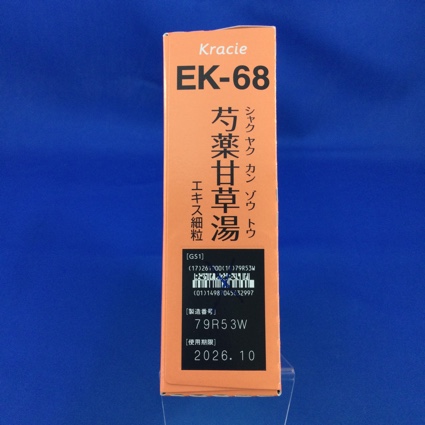 Kracie
EK-68
芍薬甘草湯
シャク ヤク カン ゾウ トウ
エキス細粒
[GS1]
[製造番号]
79R53W
[使用期限]
2026.10